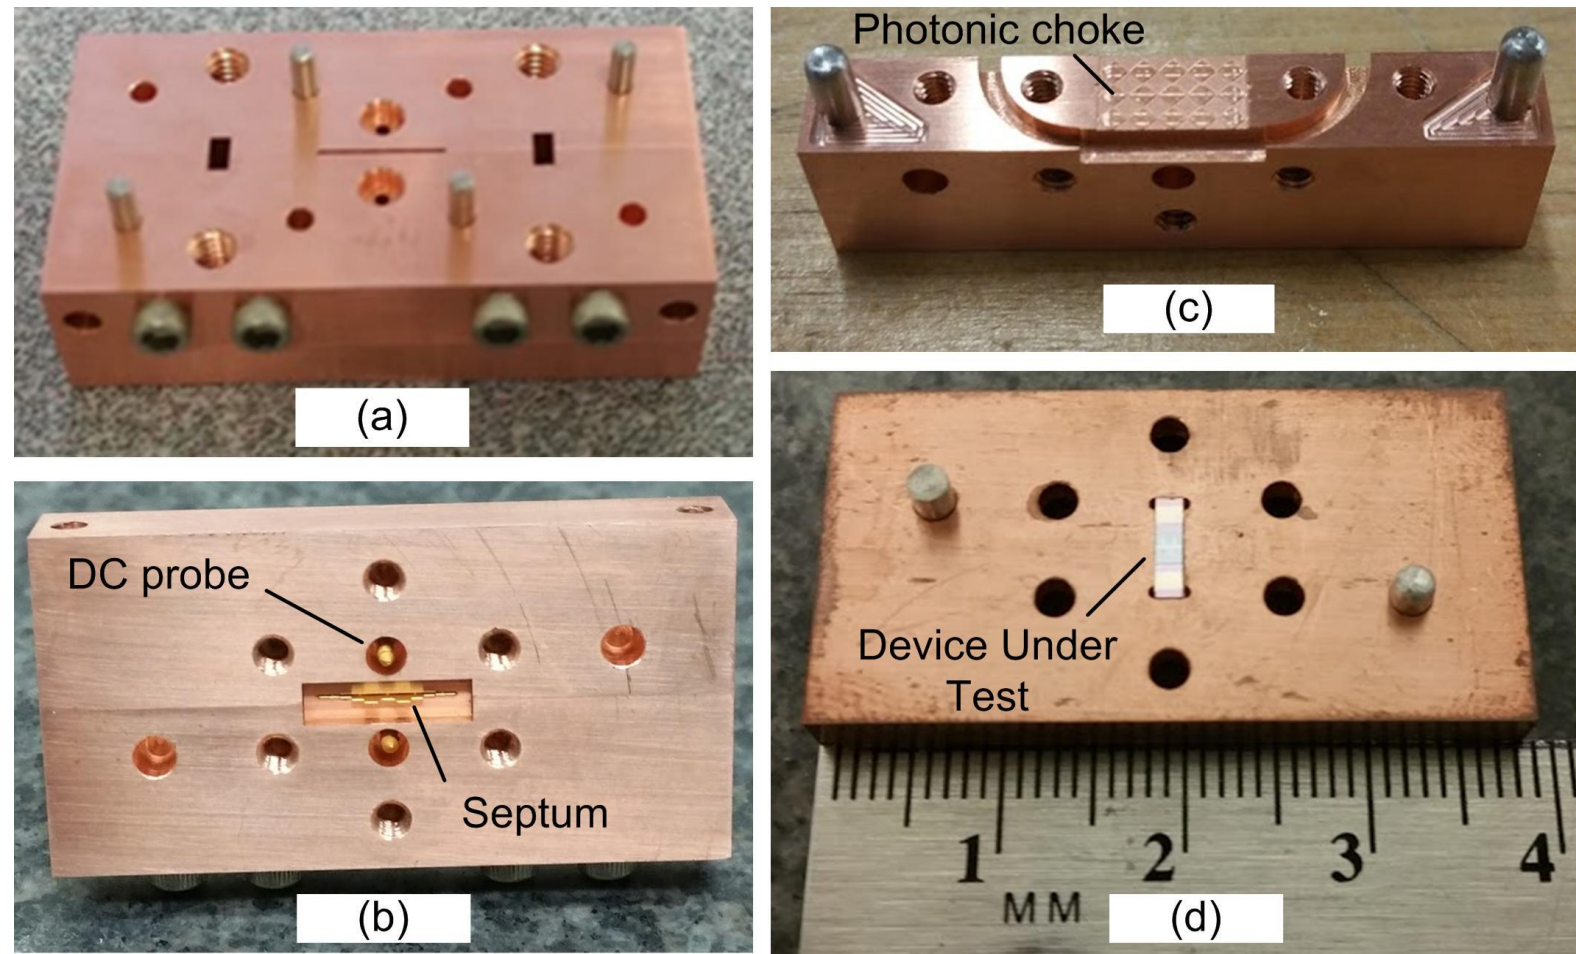 (a)
Photonic choke
(c)
DC probe
Septum
(b)
Device Under
Test
1 2 3 4
MM
(d)